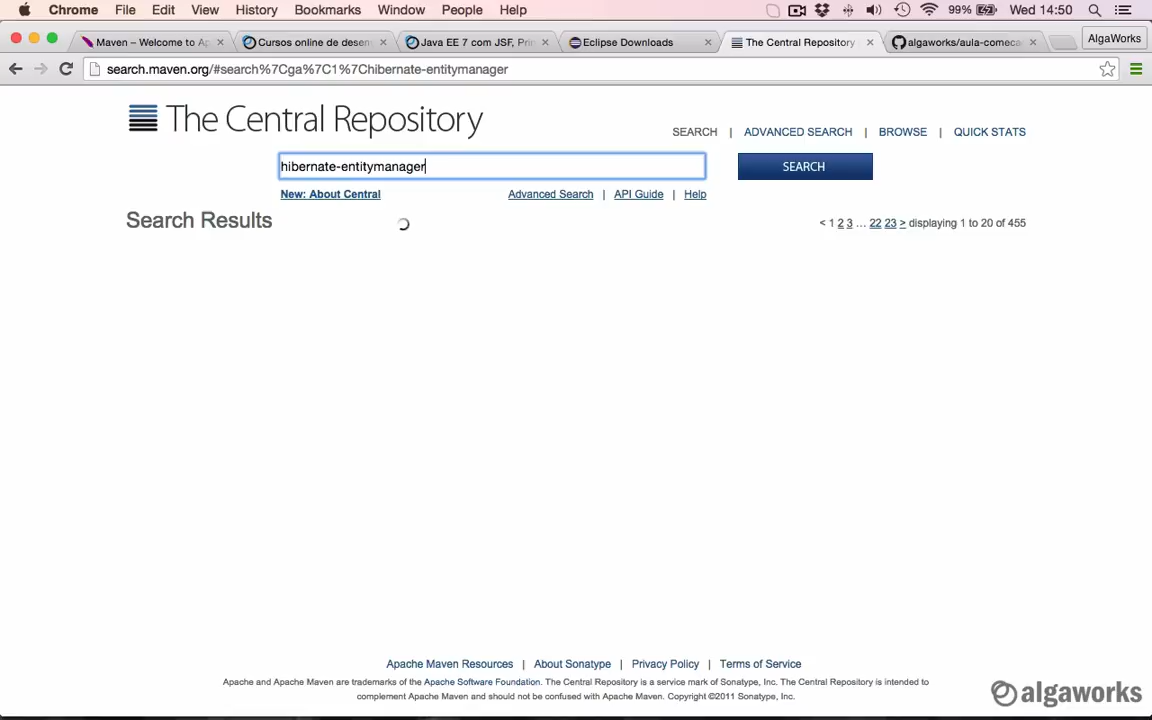 Chrome File Edit View History Bookmarks Window People Help 99% Wed 14:50
Maven – Welcome to Ap Cursos online de desen Java EE 7 com JSF, Prim Eclipse Downloads The Central Repository algaworks/aula-comeca AlgaWorks
search.maven.org/#search%7Cga%7C1%7Chibernate-entitymanager
The Central Repository
SEARCH | ADVANCED SEARCH | BROWSE | QUICK STATS
hibernate-entitymanager SEARCH
New: About Central Advanced Search | API Guide | Help
Search Results < 1 2 3 ... 22 23 > displaying 1 to 20 of 455
Apache Maven Resources | About Sonatype | Privacy Policy | Terms of Service
Apache and Apache Maven are trademarks of the Apache Software Foundation. The Central Repository is a service mark of Sonatype, Inc. The Central Repository is intended to
complement Apache Maven and should not be confused with Apache Maven. Copyright ©2011 Sonatype, Inc.
algaworks